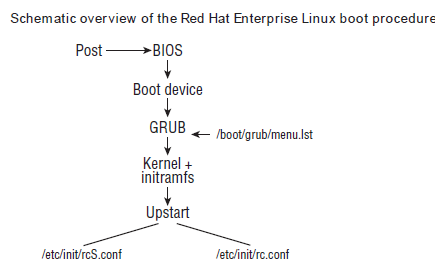 Schematic overview of the Red Hat Enterprise Linux boot procedure
Post BIOS
Boot device
GRUB /boot/grub/menu.lst
Kernel +
initramfs
Upstart
/etc/init/rcS.conf /etc/init/rc.conf